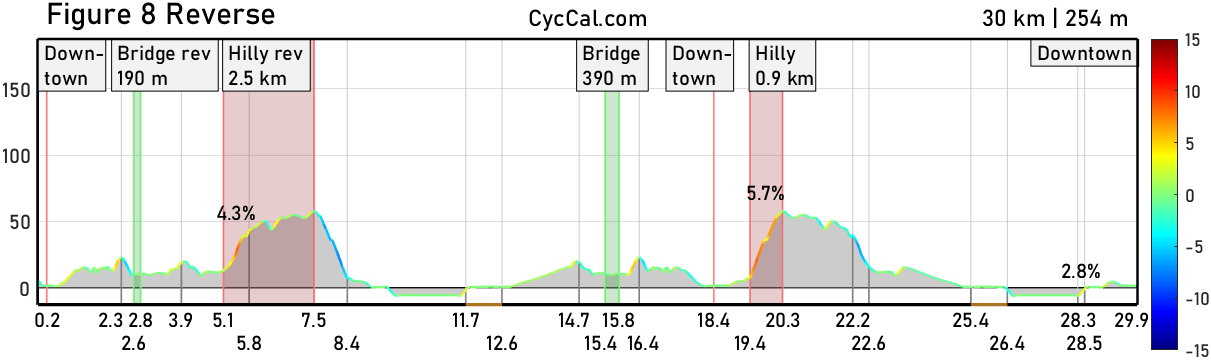 Figure 8 Reverse
CycCal.com
30 km | 254 m
Down-
town
Bridge rev
190 m
Hilly rev
2.5 km
Bridge
390 m
Down-
town
Hilly
0.9 km
Downtown
150
100
50
0
4.3%
5.7%
2.8%
0.2 2.3 2.8 3.9 5.1 7.5 11.7 14.7 15.8 18.4 20.3 22.2 25.4 28.3 29.9
2.6 5.8 8.4 12.6 15.4 16.4 19.4 22.6 26.4 28.5
15
10
5
0
−5
−10
−15